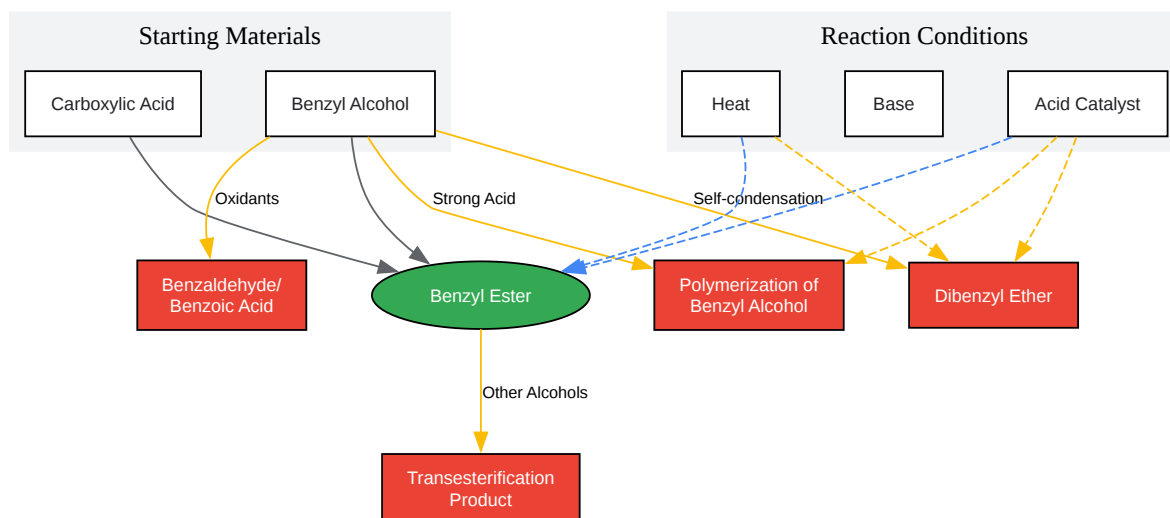 Starting Materials
Reaction Conditions
Carboxylic Acid
Benzyl Alcohol
Heat
Base
Acid Catalyst
Oxidants
Strong Acid
Self-condensation
Benzaldehyde/
Benzoic Acid
Benzyl Ester
Polymerization of
Benzyl Alcohol
Dibenzyl Ether
Other Alcohols
Transesterification
Product